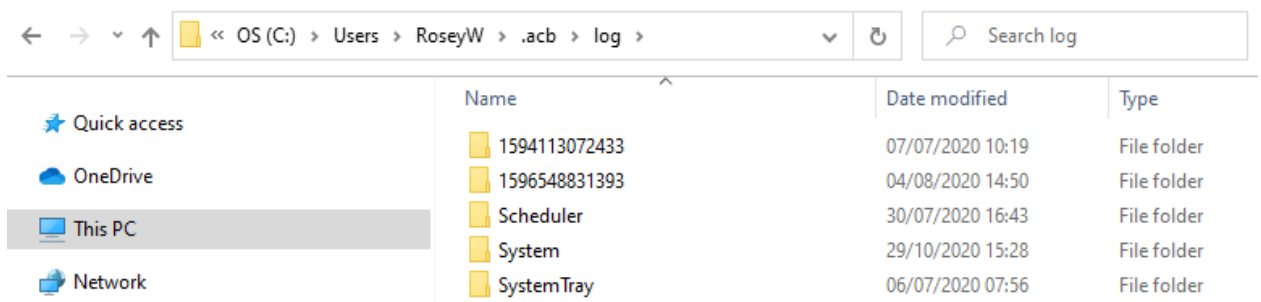 « OS (C:) > Users > RoseyW > .acb > log >
Search log
Name Date modified Type
Quick access
OneDrive
This PC
Network
1594113072433 07/07/2020 10:19 File folder
1596548831393 04/08/2020 14:50 File folder
Scheduler 30/07/2020 16:43 File folder
System 29/10/2020 15:28 File folder
SystemTray 06/07/2020 07:56 File folder